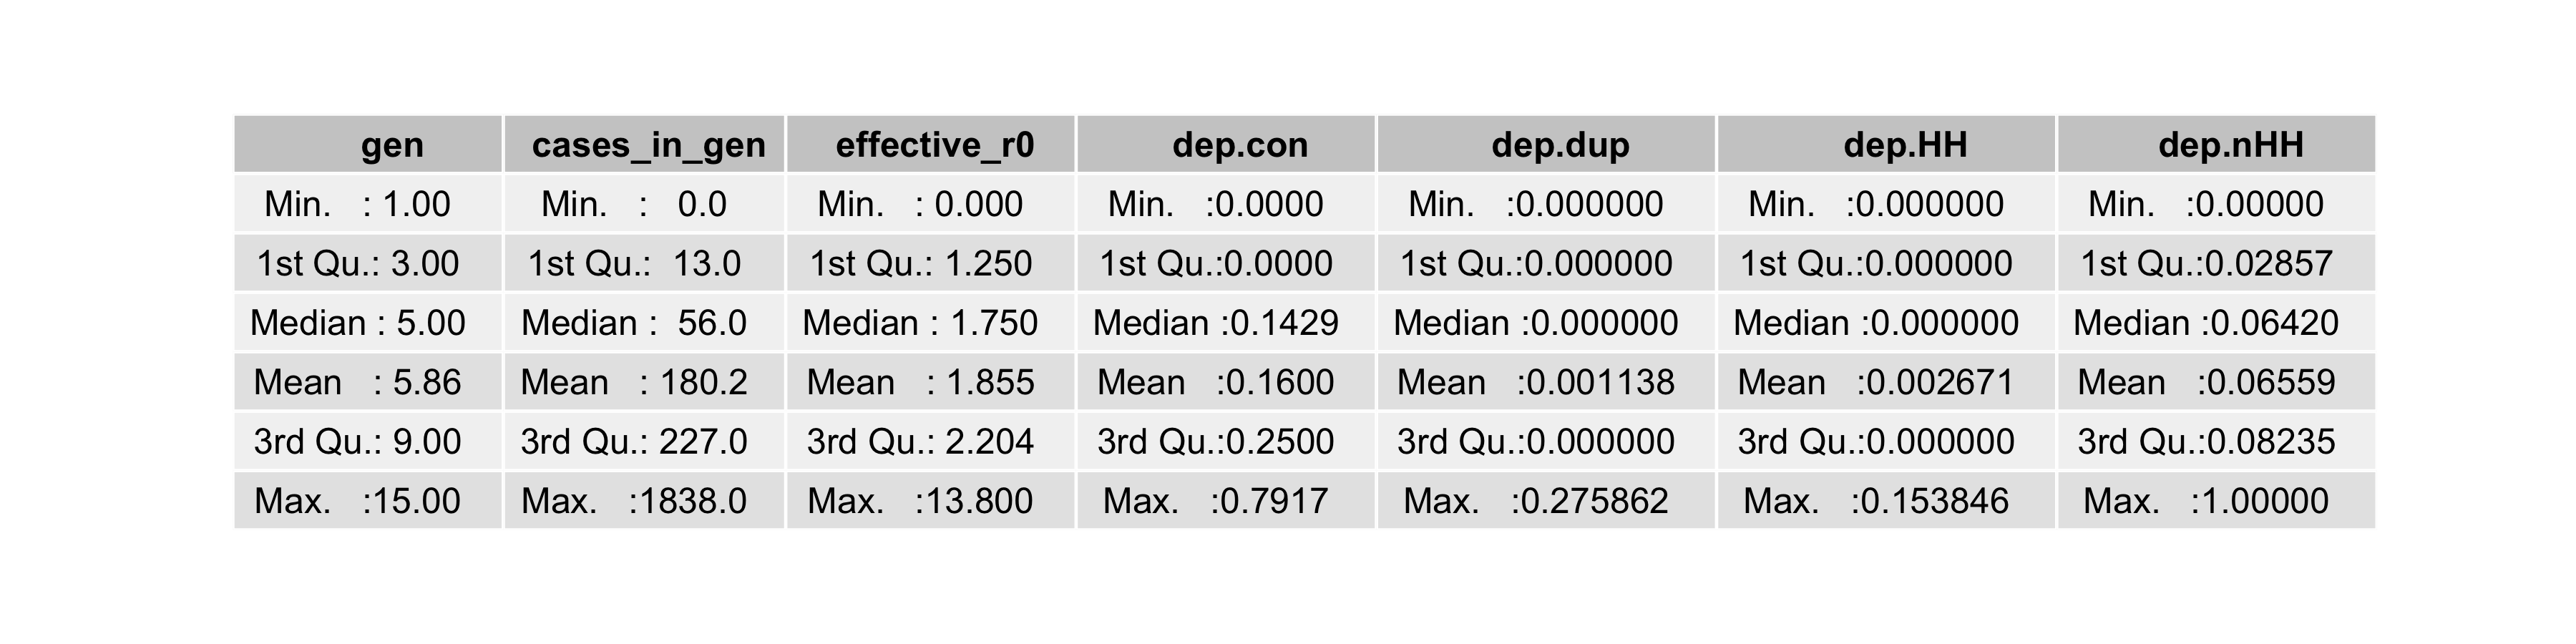 gen cases_in_gen effective_r0 dep.con dep.dup dep.HH dep.nHH
Min. : 1.00 Min. : 0.0 Min. : 0.000 Min. :0.0000 Min. :0.000000 Min. :0.000000 Min. :0.00000
1st Qu.: 3.00 1st Qu.: 13.0 1st Qu.: 1.250 1st Qu.:0.0000 1st Qu.:0.000000 1st Qu.:0.000000 1st Qu.:0.02857
Median : 5.00 Median : 56.0 Median : 1.750 Median :0.1429 Median :0.000000 Median :0.000000 Median :0.06420
Mean : 5.86 Mean : 180.2 Mean : 1.855 Mean :0.1600 Mean :0.001138 Mean :0.002671 Mean :0.06559
3rd Qu.: 9.00 3rd Qu.: 227.0 3rd Qu.: 2.204 3rd Qu.:0.2500 3rd Qu.:0.000000 3rd Qu.:0.000000 3rd Qu.:0.08235
Max. :15.00 Max. :1838.0 Max. :13.800 Max. :0.7917 Max. :0.275862 Max. :0.153846 Max. :1.00000